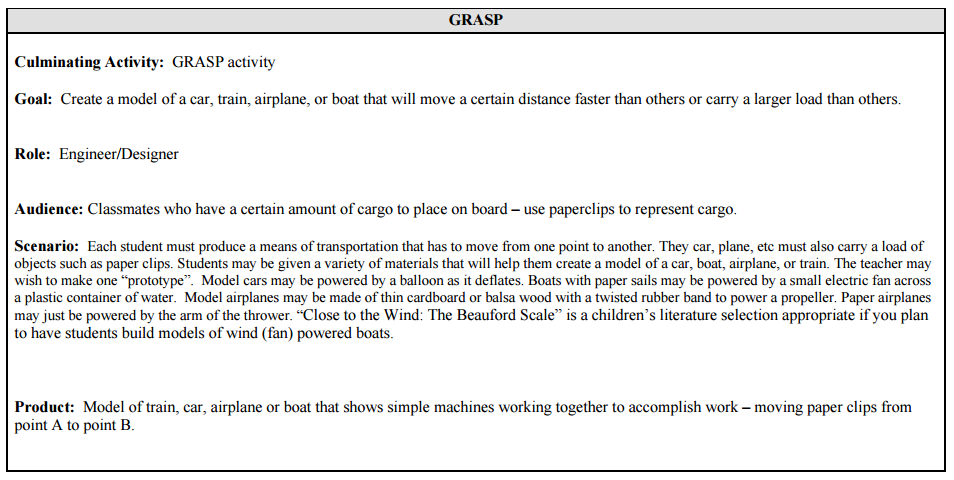 GRASP
Culminating Activity:  GRASP activity
Goal:  Create a model of a car, train, airplane, or boat that will move a certain distance faster than others or carry a larger load than others.
Role:  Engineer/Designer
Audience: Classmates who have a certain amount of cargo to place on board – use paperclips to represent cargo.
Scenario:  Each student must produce a means of transportation that has to move from one point to another. They car, plane, etc must also carry a load of
objects such as paper clips. Students may be given a variety of materials that will help them create a model of a car, boat, airplane, or train. The teacher may
wish to make one “prototype”.  Model cars may be powered by a balloon as it deflates. Boats with paper sails may be powered by a small electric fan across
a plastic container of water.  Model airplanes may be made of thin cardboard or balsa wood with a twisted rubber band to power a propeller. Paper airplanes
may just be powered by the arm of the thrower. “Close to the Wind: The Beauford Scale” is a children’s literature selection appropriate if you plan
to have students build models of wind (fan) powered boats.
Product:  Model of train, car, airplane or boat that shows simple machines working together to accomplish work – moving paper clips from
point A to point B.